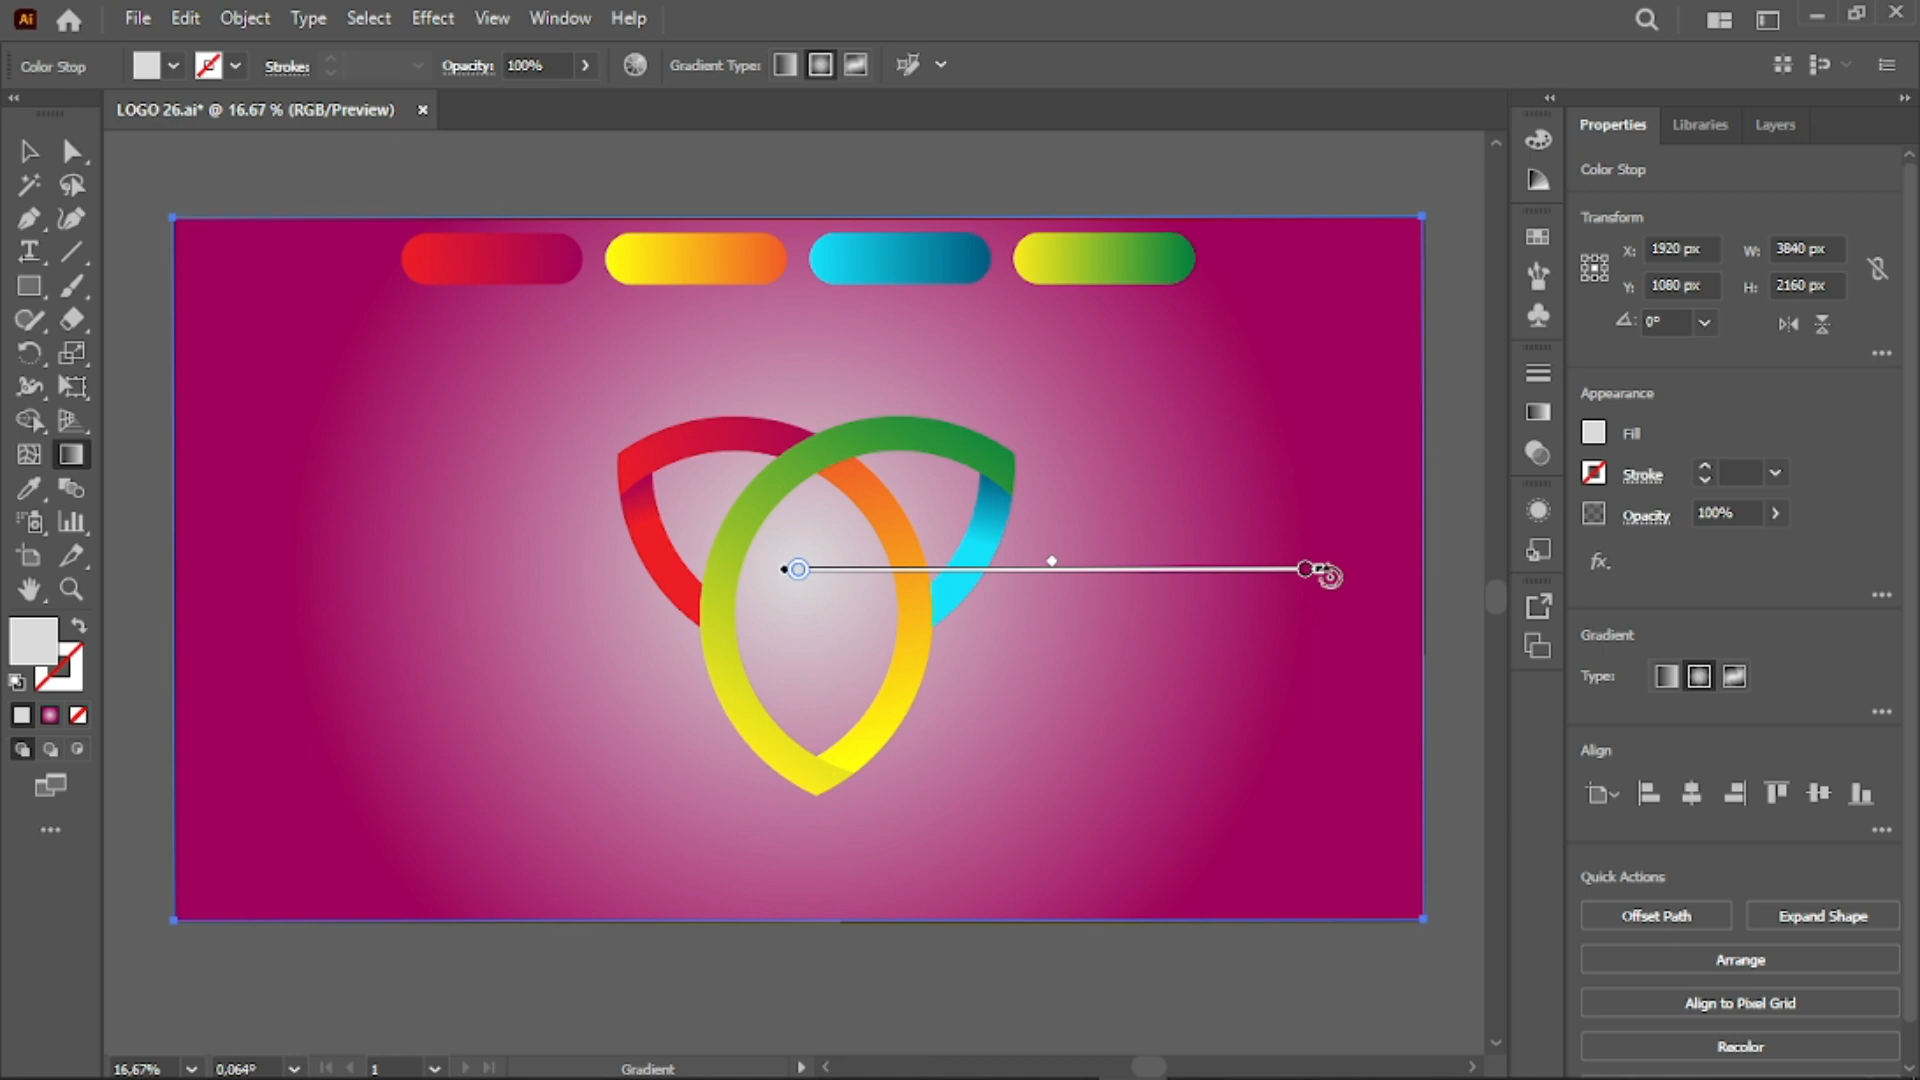 Ai File Edit Object Type Select Effect View Window Help
Color Stop Stroke: Opacity: 100% Gradient Type:
LOGO 26.ai* @ 16.67 % (RGB/Preview)
Properties Libraries Layers
Color Stop
Transform
X: 1920 px W: 3840 px
Y: 1080 px H: 2160 px
0°
Appearance
Fill
Stroke
Opacity 100%
fx.
Gradient
Type:
Align
Quick Actions
Offset Path Expand Shape
Arrange
Align to Pixel Grid
Recolor
16,67% 0,064° 1 Gradient